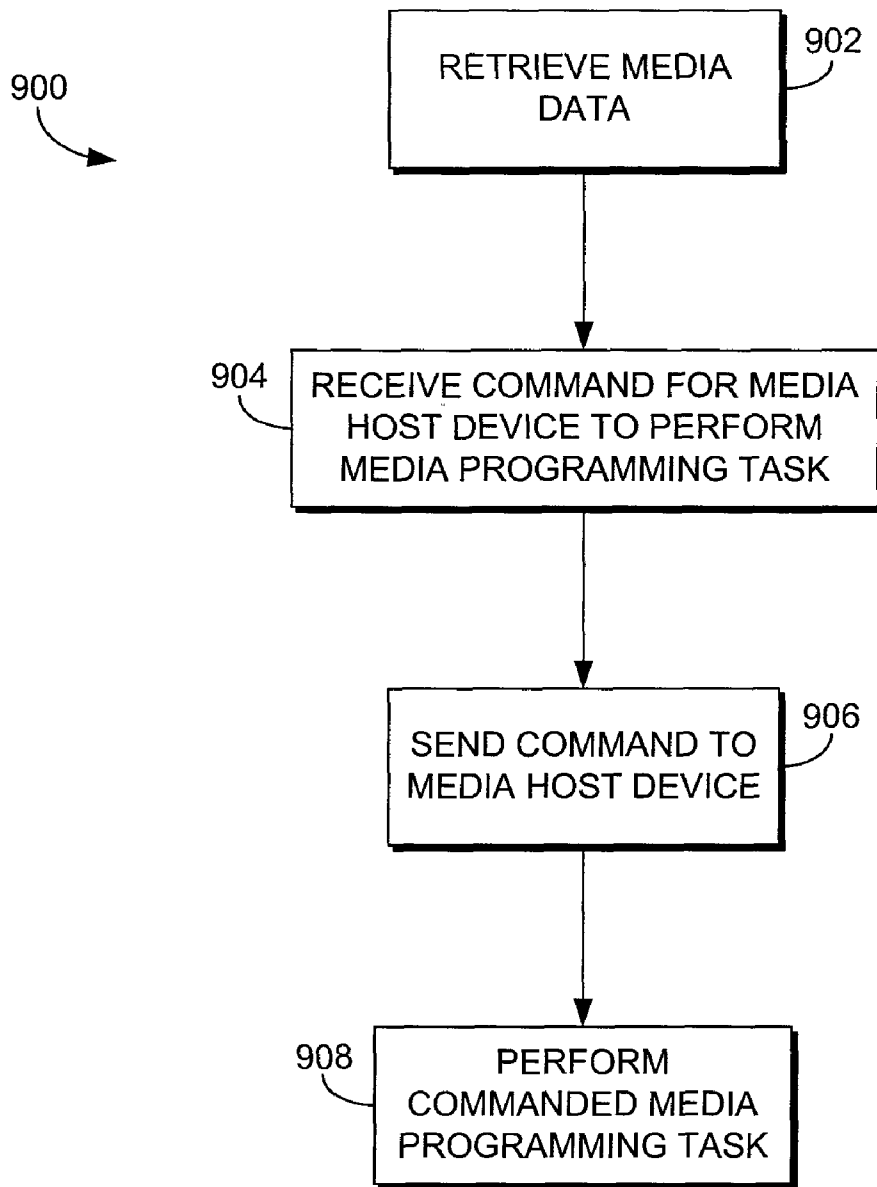 900
RETRIEVE MEDIA
DATA
902
904
RECEIVE COMMAND FOR MEDIA
HOST DEVICE TO PERFORM
MEDIA PROGRAMMING TASK
SEND COMMAND TO
MEDIA HOST DEVICE
906
908
PERFORM
COMMANDED MEDIA
PROGRAMMING TASK